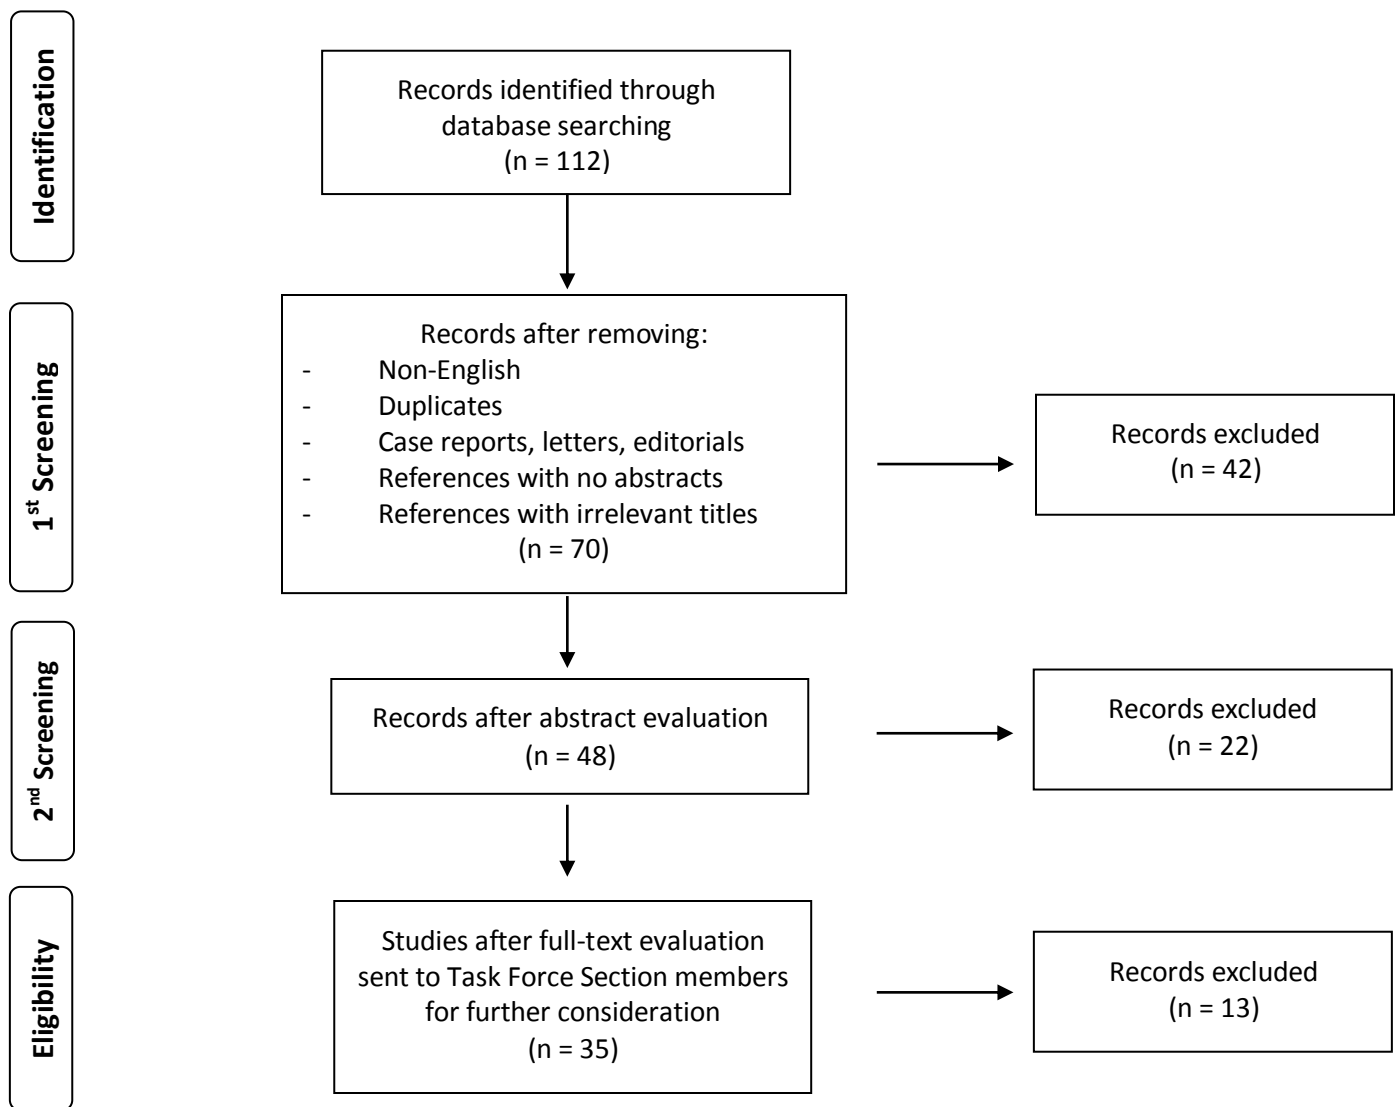 Identification
Records identified through
database searching
(n = 112)
1st Screening
Records after removing:
- Non-English
- Duplicates
- Case reports, letters, editorials
- References with no abstracts
- References with irrelevant titles
(n = 70)
Records excluded
(n = 42)
2nd Screening
Records after abstract evaluation
(n = 48)
Records excluded
(n = 22)
Eligibility
Studies after full-text evaluation
sent to Task Force Section members
for further consideration
(n = 35)
Records excluded
(n = 13)